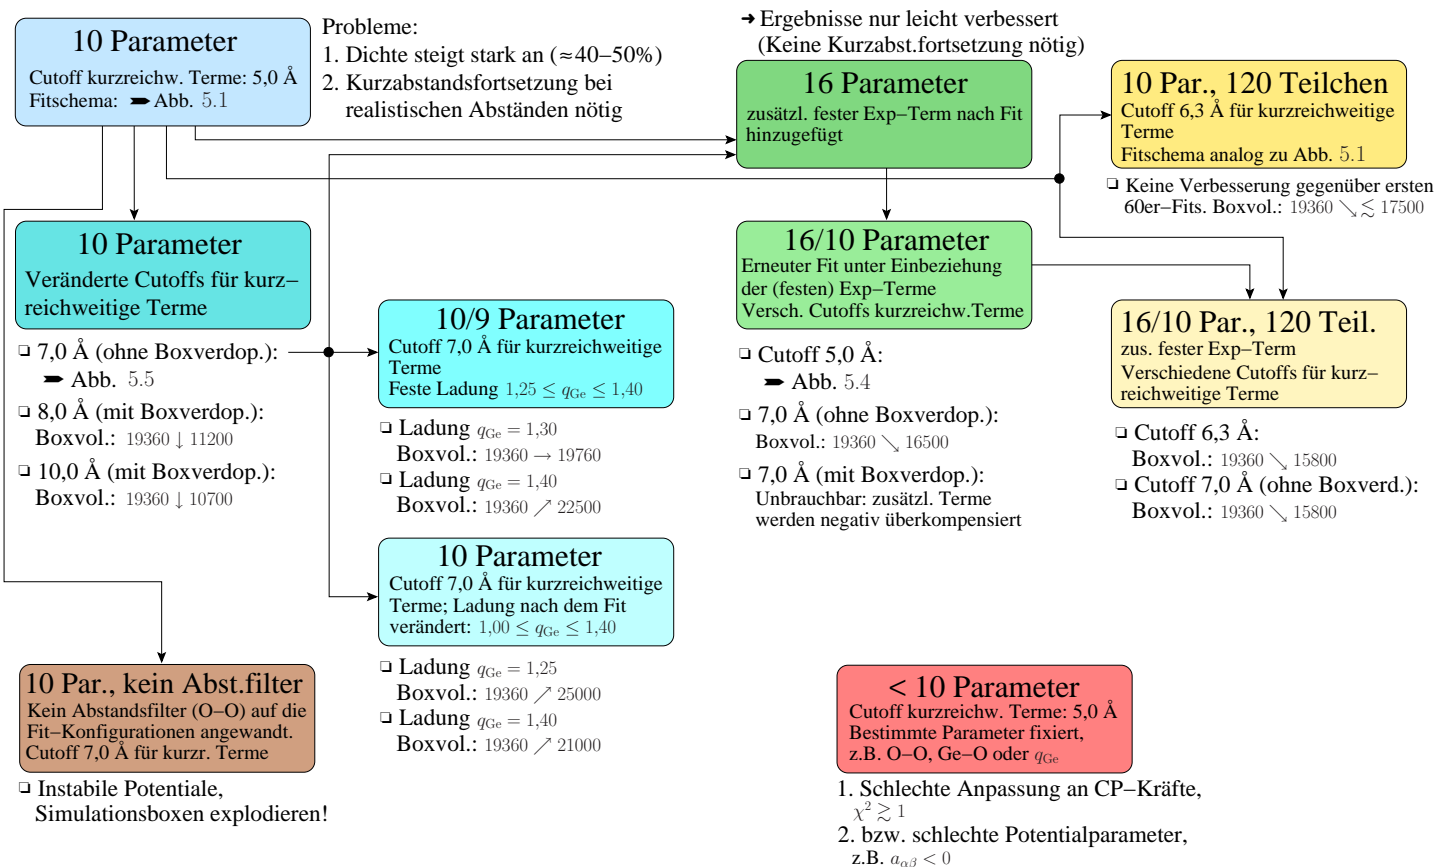 10 Parameter
Cutoff kurzreichw. Terme: 5,0 Å
Fitschema: ➨ Abb. 5.1
Probleme:
1. Dichte steigt stark an (≈40–50%)
2. Kurzabstandsfortsetzung bei
realistischen Abständen nötig
➜ Ergebnisse nur leicht verbessert
(Keine Kurzabst.fortsetzung nötig)
16 Parameter
zusätzl. fester Exp–Term nach Fit
hinzugefügt
10 Par., 120 Teilchen
Cutoff 6,3 Å für kurzreichweitige
Terme
Fitschema analog zu Abb. 5.1
❏ Keine Verbesserung gegenüber ersten
60er–Fits. Boxvol.: 19360 ↘ ≲ 17500
10 Parameter
Veränderte Cutoffs für kurz–
reichweitige Terme
❏ 7,0 Å (ohne Boxverdop.):
➨ Abb. 5.5
❏ 8,0 Å (mit Boxverdop.):
Boxvol.: 19360 ↓ 11200
❏ 10,0 Å (mit Boxverdop.):
Boxvol.: 19360 ↓ 10700
10/9 Parameter
Cutoff 7,0 Å für kurzreichweitige
Terme
Feste Ladung 1,25 ≤ q_Ge ≤ 1,40
❏ Ladung q_Ge = 1,30
Boxvol.: 19360 → 19760
❏ Ladung q_Ge = 1,40
Boxvol.: 19360 ↗ 22500
10 Parameter
Cutoff 7,0 Å für kurzreichweitige
Terme; Ladung nach dem Fit
verändert: 1,00 ≤ q_Ge ≤ 1,40
❏ Ladung q_Ge = 1,25
Boxvol.: 19360 ↗ 25000
❏ Ladung q_Ge = 1,40
Boxvol.: 19360 ↗ 21000
16/10 Parameter
Erneuter Fit unter Einbeziehung
der (festen) Exp–Terme
Versch. Cutoffs kurzreichw.Terme
❏ Cutoff 5,0 Å:
➨ Abb. 5.4
❏ 7,0 Å (ohne Boxverdop.):
Boxvol.: 19360 ↘ 16500
❏ 7,0 Å (mit Boxverdop.):
Unbrauchbar: zusätzl. Terme
werden negativ überkompensiert
16/10 Par., 120 Teil.
zus. fester Exp–Term
Verschiedene Cutoffs für kurz–
reichweitige Terme
❏ Cutoff 6,3 Å:
Boxvol.: 19360 ↘ 15800
❏ Cutoff 7,0 Å (ohne Boxverd.):
Boxvol.: 19360 ↘ 15800
10 Par., kein Abst.filter
Kein Abstandsfilter (O–O) auf die
Fit–Konfigurationen angewandt.
Cutoff 7,0 Å für kurzr. Terme
❏ Instabile Potentiale,
Simulationsboxen explodieren!
< 10 Parameter
Cutoff kurzreichw. Terme: 5,0 Å
Bestimmte Parameter fixiert,
z.B. O–O, Ge–O oder q_Ge
1. Schlechte Anpassung an CP–Kräfte,
χ² ≳ 1
2. bzw. schlechte Potentialparameter,
z.B. a_αβ < 0